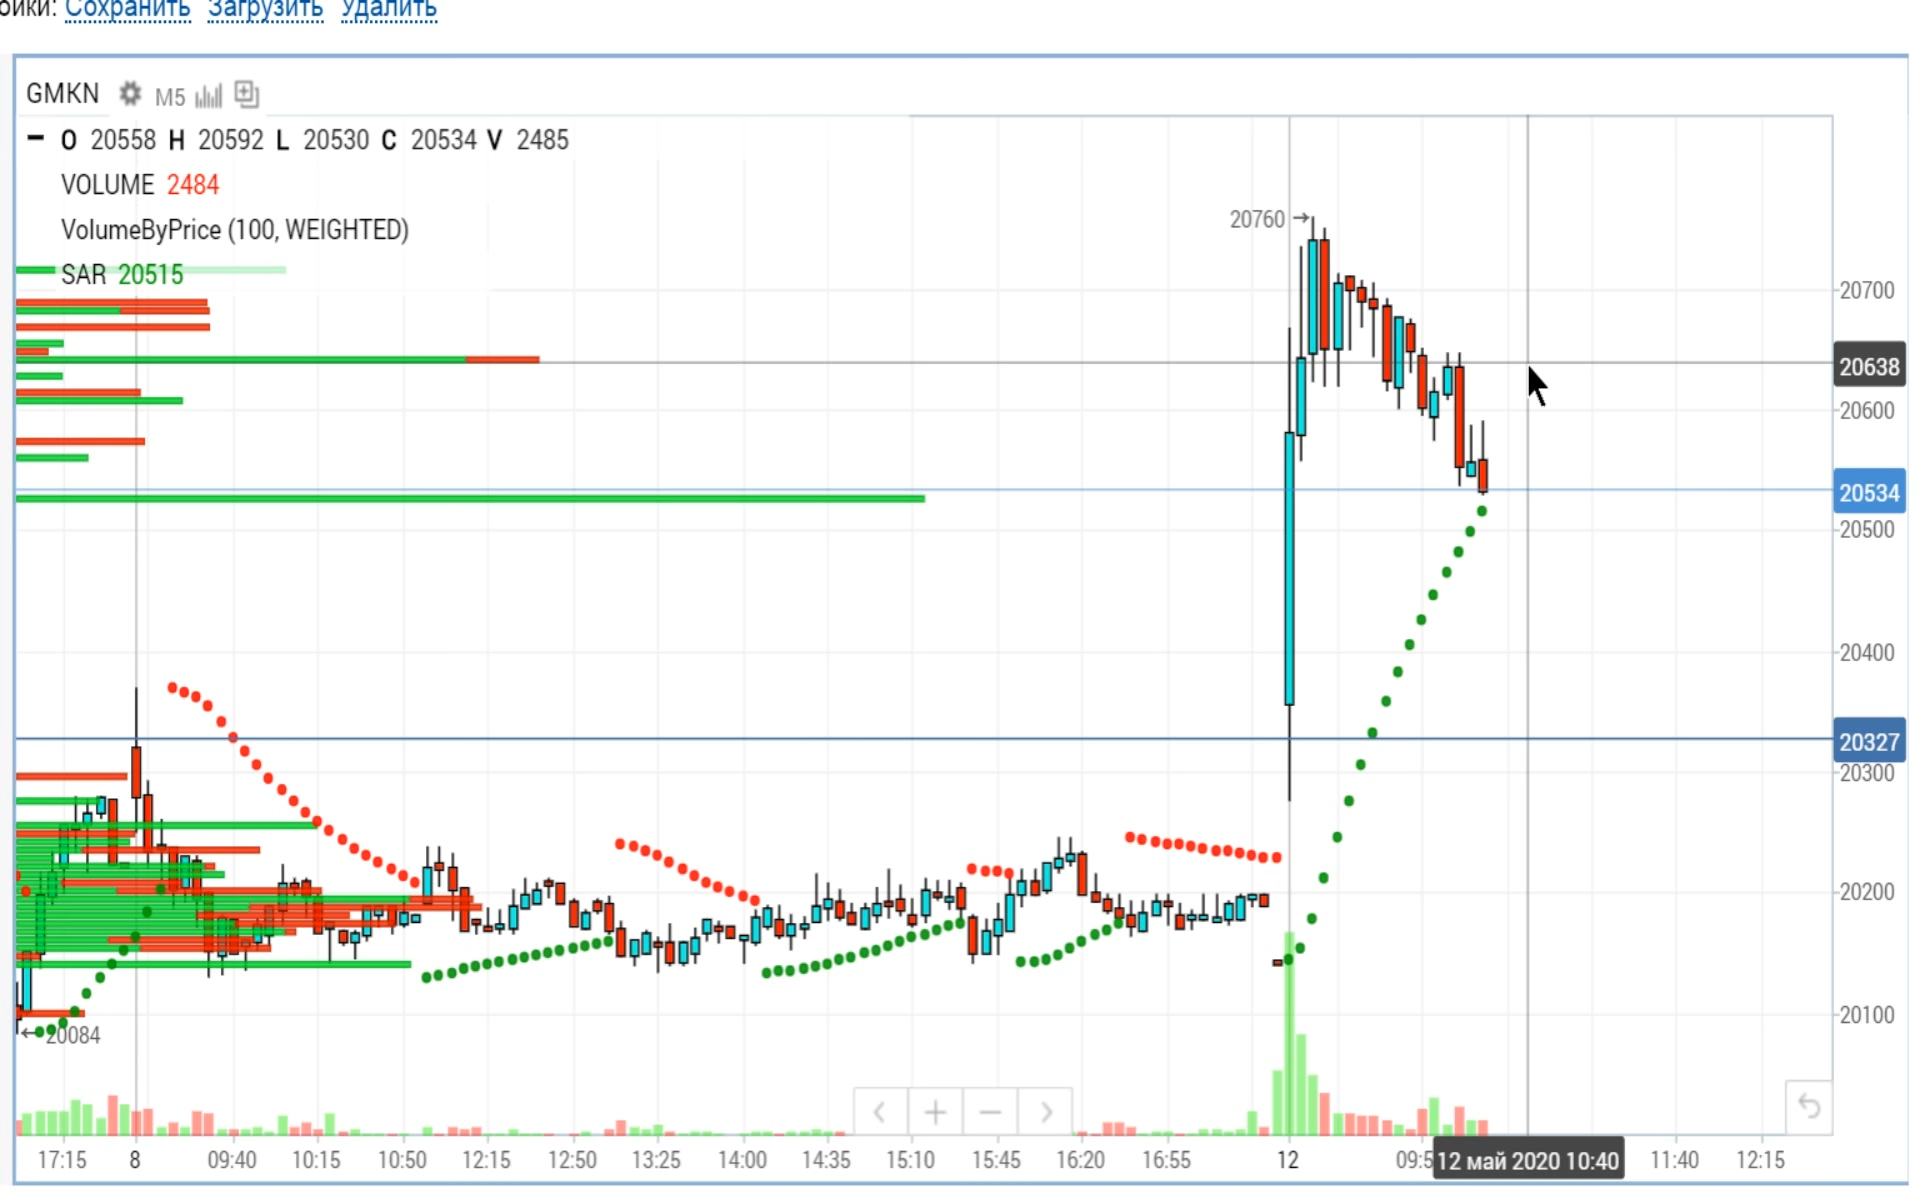 ойки: Сохранить Загрузить Удалить
GMKN M5
O 20558 H 20592 L 20530 C 20534 V 2485
VOLUME 2484
VolumeByPrice (100, WEIGHTED)
SAR 20515
20760
20700
20638
20600
20534
20500
20400
20327
20300
20200
20100
20084
17:15 8 09:40 10:15 10:50 12:15 12:50 13:25 14:00 14:35 15:10 15:45 16:20 16:55 12 09:5 12 май 2020 10:40 11:40 12:15